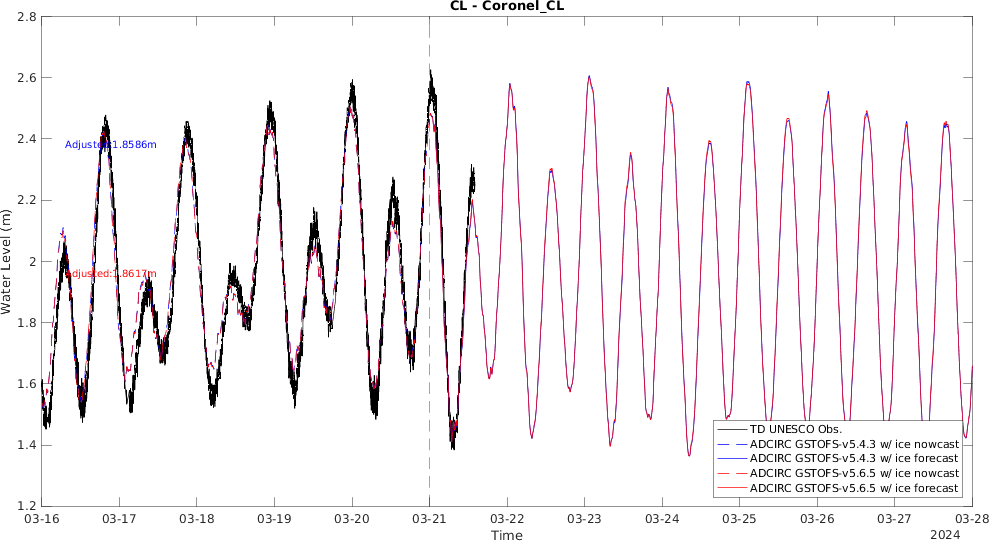 CL - Coronel_CL
2.8
2.6
2.4
2.2
2
1.8
1.6
1.4
1.2
Water Level (m)
Adjusted:1.8586m
Adjusted:1.8617m
TD UNESCO Obs.
ADCIRC GSTOFS-v5.4.3 w/ ice nowcast
ADCIRC GSTOFS-v5.4.3 w/ ice forecast
ADCIRC GSTOFS-v5.6.5 w/ ice nowcast
ADCIRC GSTOFS-v5.6.5 w/ ice forecast
03-16 03-17 03-18 03-19 03-20 03-21 03-22 03-23 03-24 03-25 03-26 03-27 03-28
Time
2024